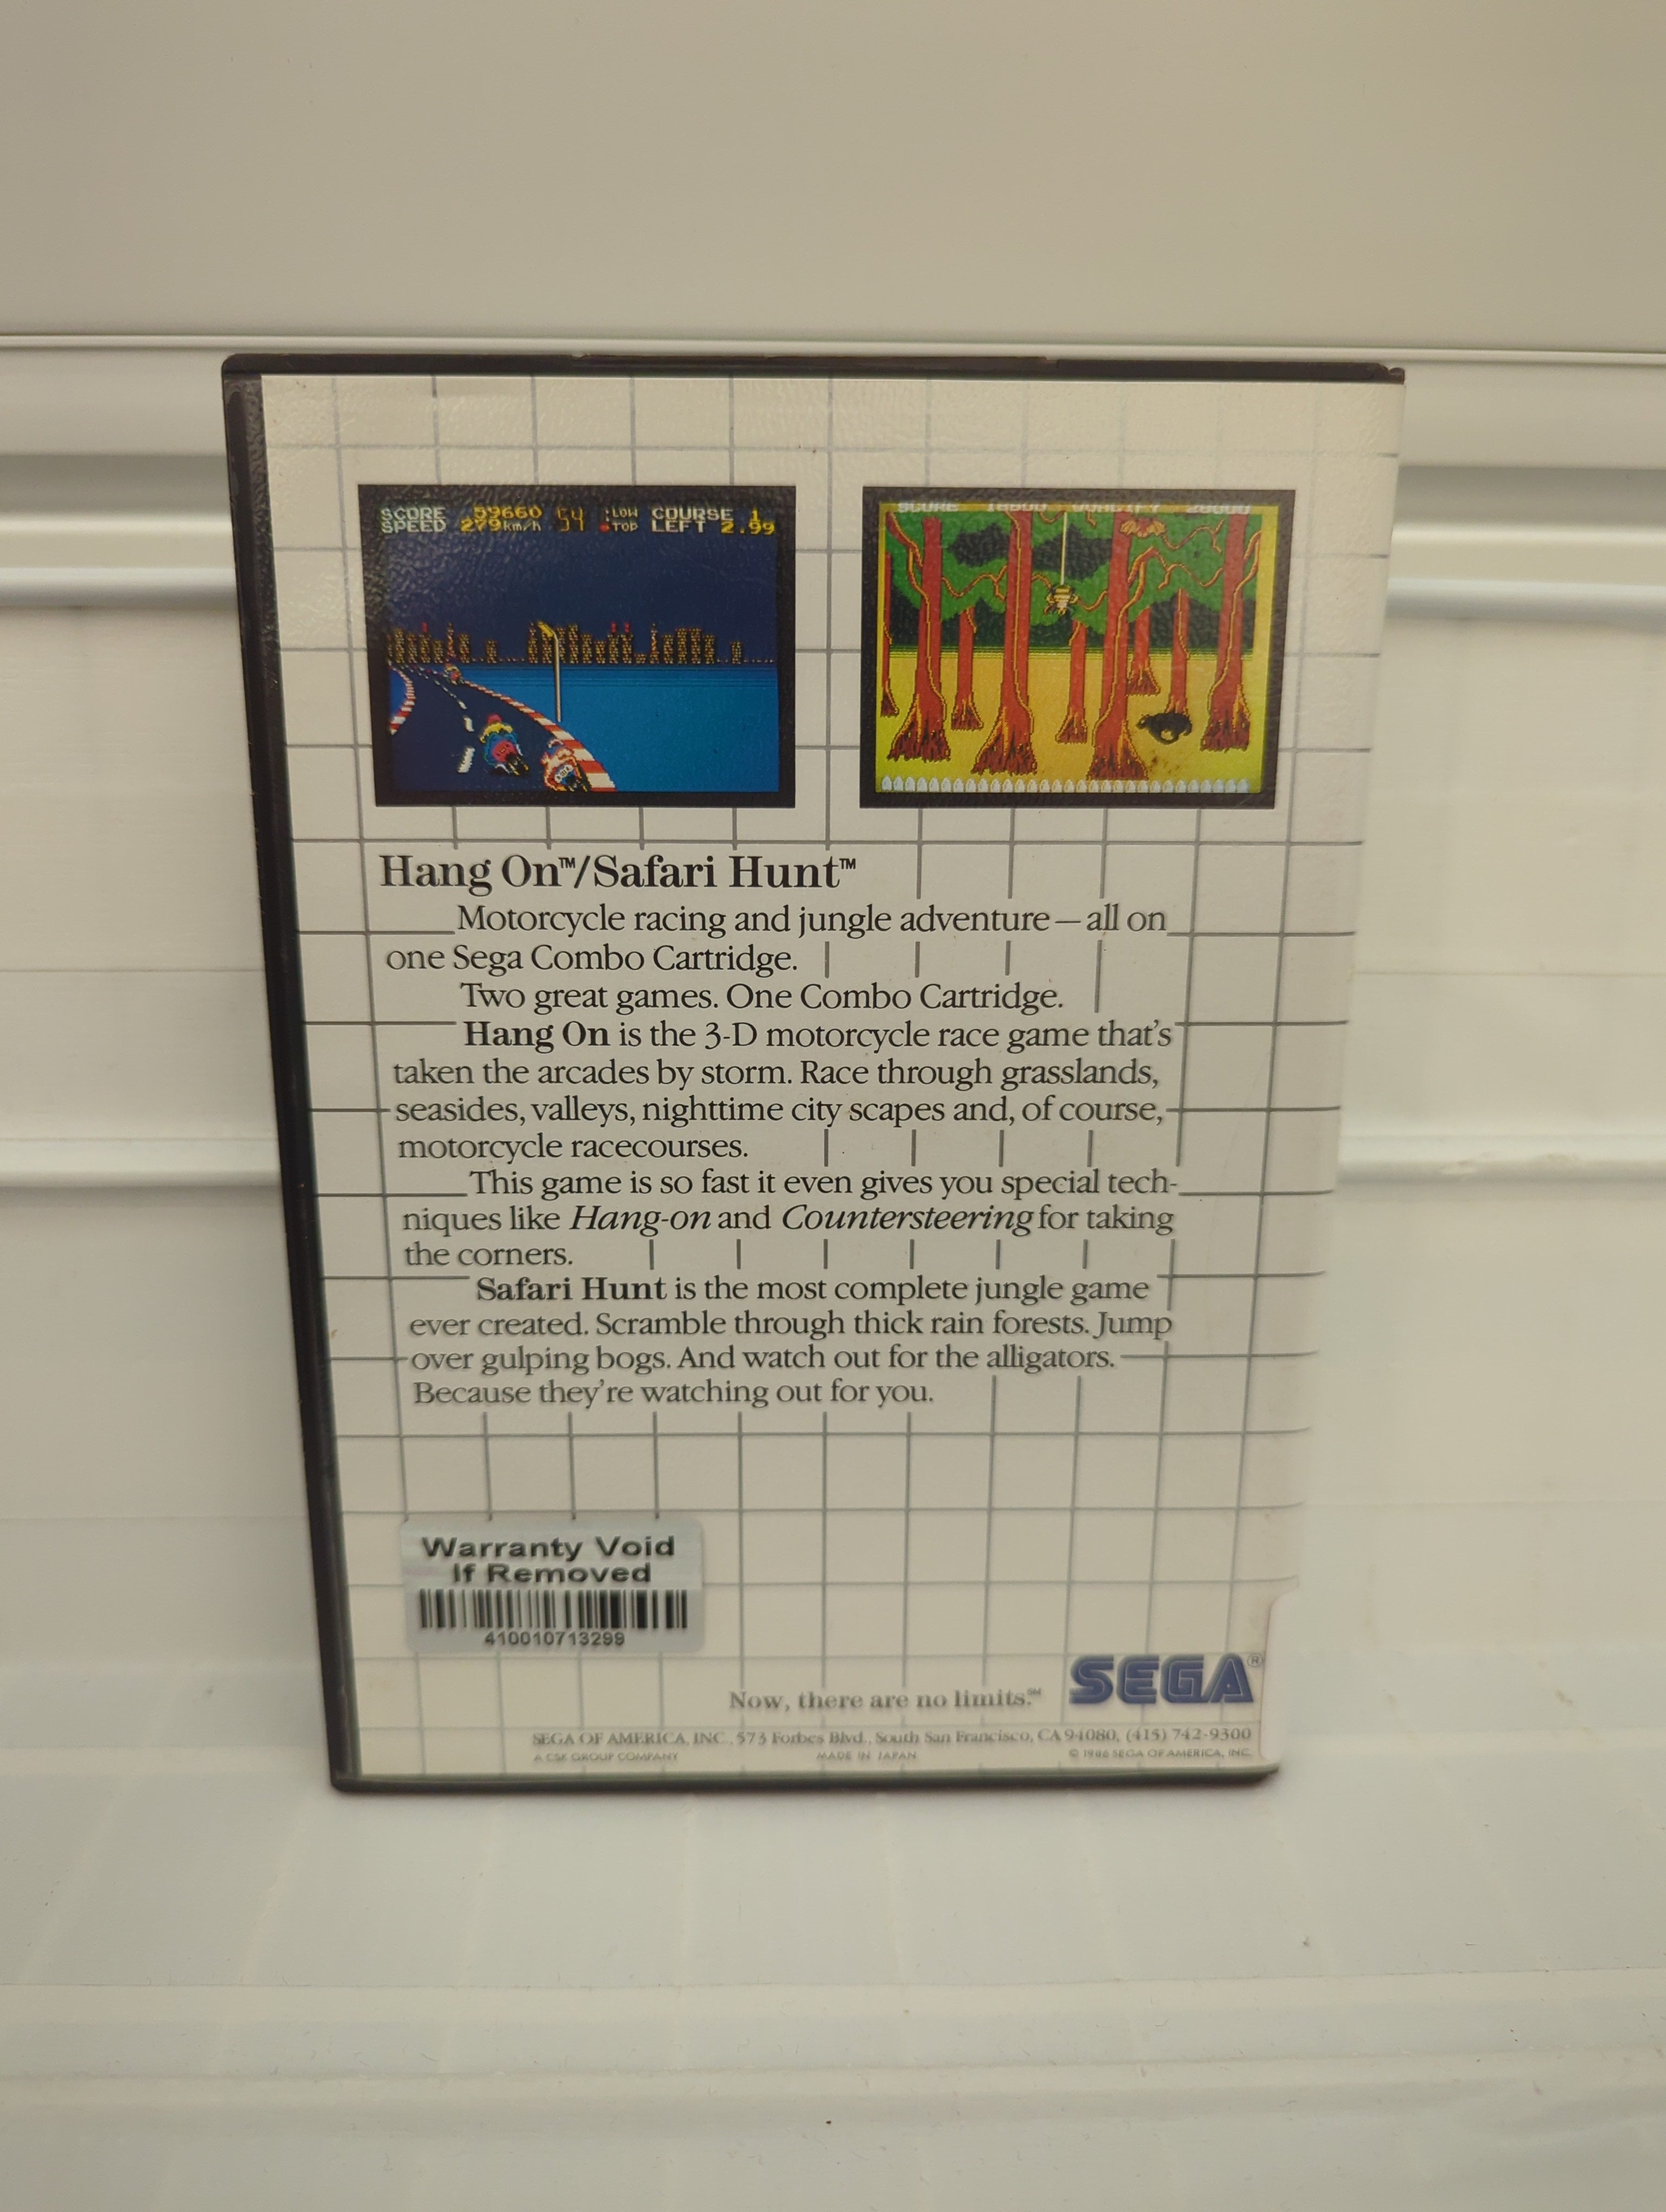 SCORE 59660 54 LOW COURSE 1
SPEED 279km/h TOP LEFT 2.99
SCORE QUALIFY
Hang On™/Safari Hunt™
Motorcycle racing and jungle adventure—all on
one Sega Combo Cartridge.
Two great games. One Combo Cartridge.
Hang On is the 3-D motorcycle race game that's
taken the arcades by storm. Race through grasslands,
seasides, valleys, nighttime city scapes and, of course,
motorcycle racecourses.
This game is so fast it even gives you special tech-
niques like Hang-on and Countersteering for taking
the corners.
Safari Hunt is the most complete jungle game
ever created. Scramble through thick rain forests. Jump
over gulping bogs. And watch out for the alligators.
Because they're watching out for you.
Warranty Void
If Removed
410010713299
Now, there are no limits.℠ SEGA®
SEGA OF AMERICA, INC., 573 Forbes Blvd., South San Francisco, CA 94080, (415) 742-9300
A CSK GROUP COMPANY MADE IN JAPAN © 1986 SEGA OF AMERICA, INC.